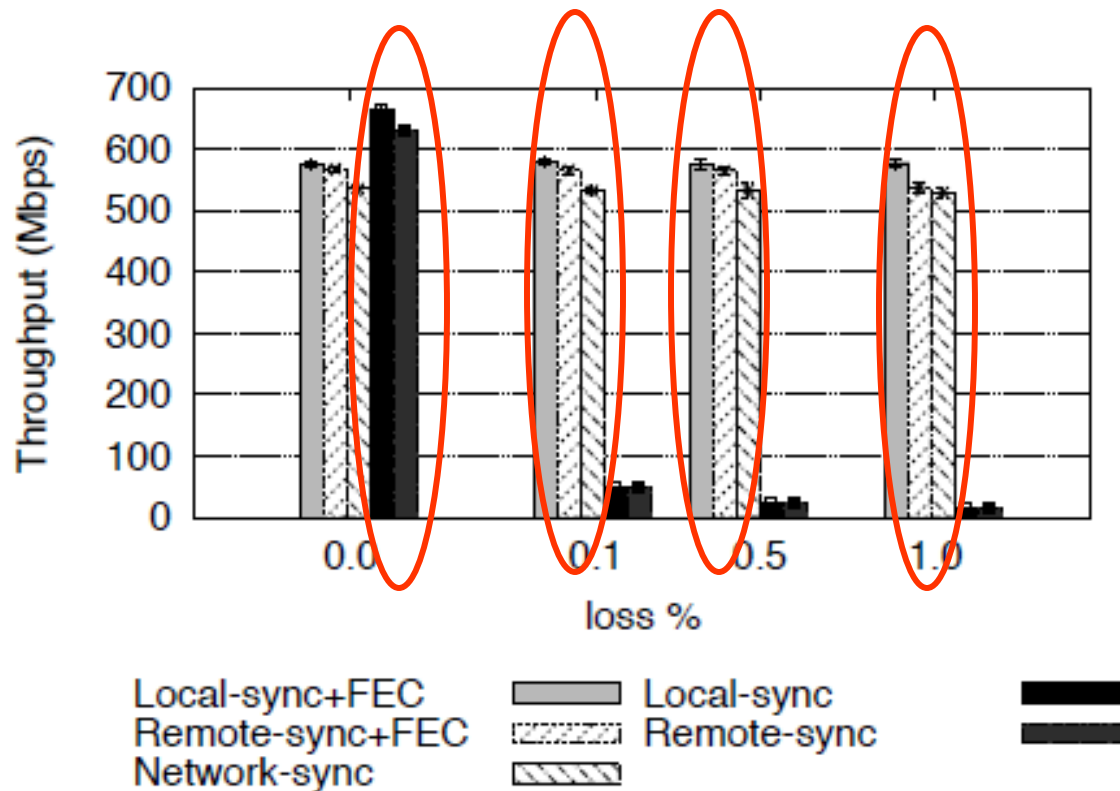 Throughput (Mbps)
700
600
500
400
300
200
100
0
0.0 0.1 0.5 1.0
loss %
Local-sync+FEC Local-sync
Remote-sync+FEC Remote-sync
Network-sync